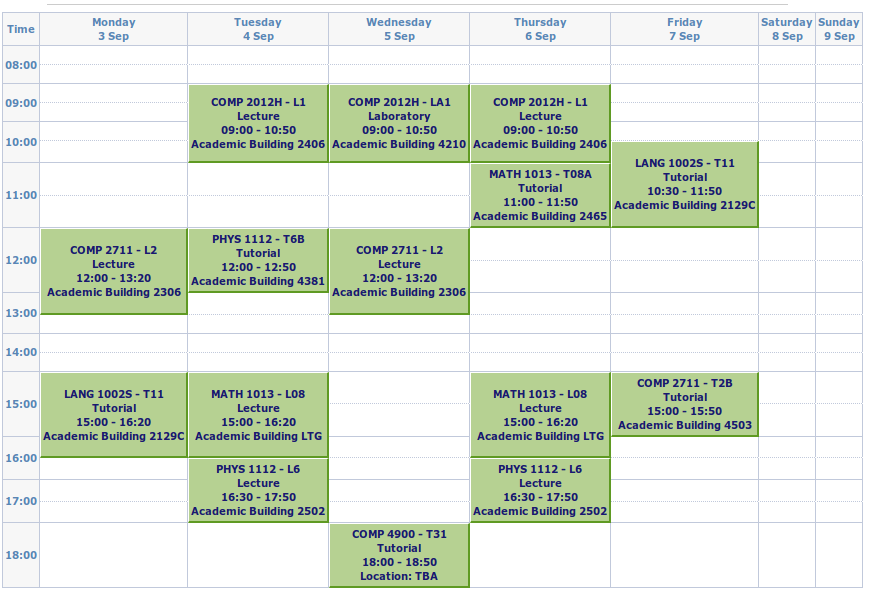 Time
Monday
3 Sep
Tuesday
4 Sep
Wednesday
5 Sep
Thursday
6 Sep
Friday
7 Sep
Saturday
8 Sep
Sunday
9 Sep
08:00
09:00
COMP 2012H - L1
Lecture
09:00 - 10:50
Academic Building 2406
COMP 2012H - LA1
Laboratory
09:00 - 10:50
Academic Building 4210
COMP 2012H - L1
Lecture
09:00 - 10:50
Academic Building 2406
10:00
LANG 1002S - T11
Tutorial
10:30 - 11:50
Academic Building 2129C
11:00
MATH 1013 - T08A
Tutorial
11:00 - 11:50
Academic Building 2465
12:00
COMP 2711 - L2
Lecture
12:00 - 13:20
Academic Building 2306
PHYS 1112 - T6B
Tutorial
12:00 - 12:50
Academic Building 4381
COMP 2711 - L2
Lecture
12:00 - 13:20
Academic Building 2306
13:00
14:00
15:00
LANG 1002S - T11
Tutorial
15:00 - 16:20
Academic Building 2129C
MATH 1013 - L08
Lecture
15:00 - 16:20
Academic Building LTG
MATH 1013 - L08
Lecture
15:00 - 16:20
Academic Building LTG
COMP 2711 - T2B
Tutorial
15:00 - 15:50
Academic Building 4503
16:00
PHYS 1112 - L6
Lecture
16:30 - 17:50
Academic Building 2502
PHYS 1112 - L6
Lecture
16:30 - 17:50
Academic Building 2502
17:00
18:00
COMP 4900 - T31
Tutorial
18:00 - 18:50
Location: TBA